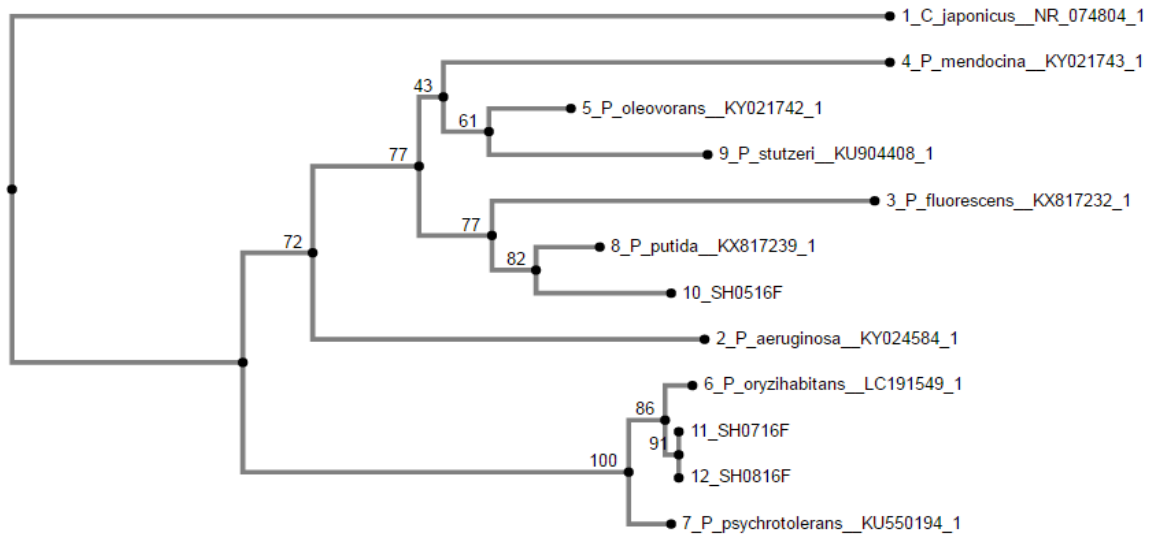 1_C_japonicus__NR_074804_1
4_P_mendocina__KY021743_1
43
5_P_oleovorans__KY021742_1
61
9_P_stutzeri__KU904408_1
77
3_P_fluorescens__KX817232_1
77
8_P_putida__KX817239_1
72
82
10_SH0516F
2_P_aeruginosa__KY024584_1
6_P_oryzihabitans__LC191549_1
86
11_SH0716F
91
100
12_SH0816F
7_P_psychrotolerans__KU550194_1